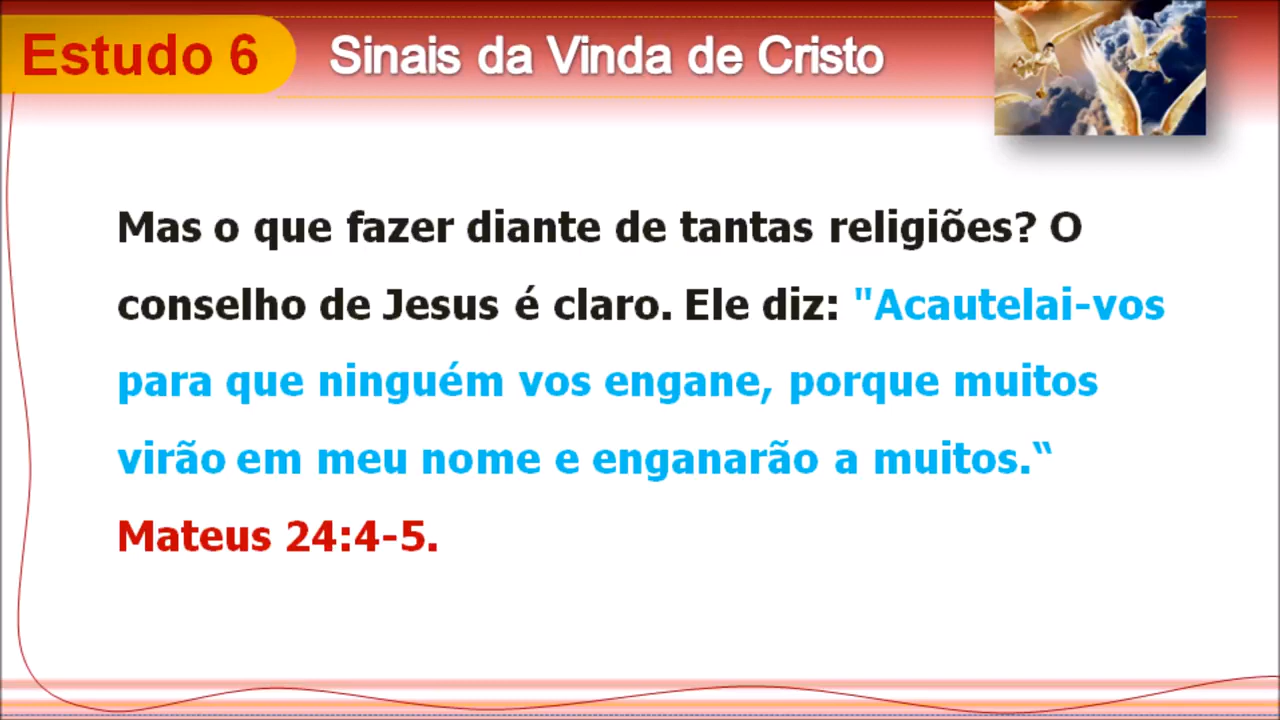 Estudo 6
Sinais da Vinda de Cristo
Mas o que fazer diante de tantas religiões? O
conselho de Jesus é claro. Ele diz: "Acautelai-vos
para que ninguém vos engane, porque muitos
virão em meu nome e enganarão a muitos.“
Mateus 24:4-5.